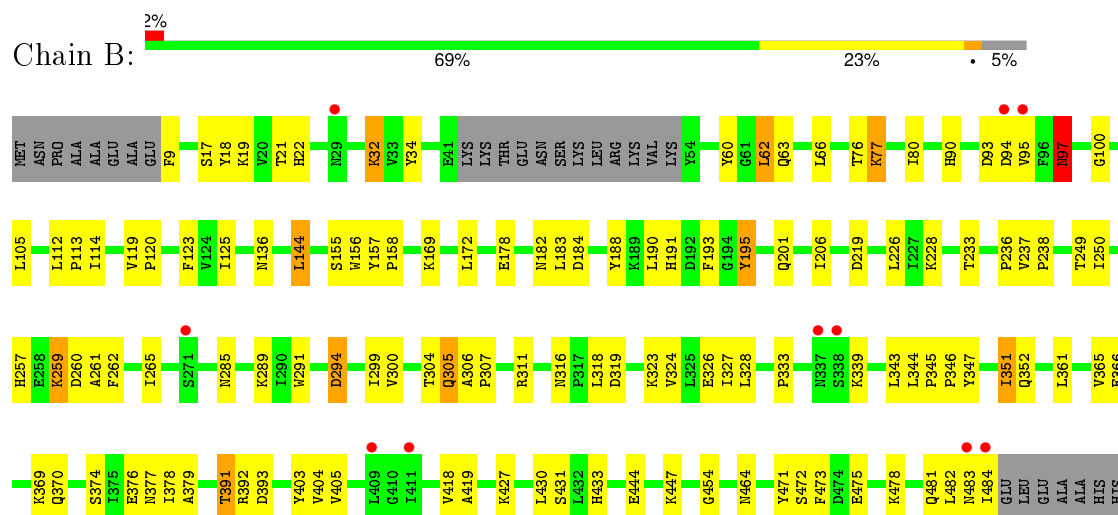 2%
Chain B:
69% 23% • 5%
MET ASN PRO ALA ALA GLU ALA GLU F9 S17 Y18 K19 V20 T21 H22 N29 K32 V33 Y34 E41 LYS LYS THR GLU ASN SER LYS LEU ARG LYS VAL LYS Y54 Y60 G61 L62 Q63 L66 T76 K77 I80 H90 D93 D94 V95 F96 N97 G100
L105 L112 P113 I114 V119 P120 F123 V124 I125 N136 L144 S155 W156 Y157 P158 K169 L172 E178 N182 L183 D184 Y188 K189 L190 H191 D192 F193 G194 Y195 Q201 I206 D219 L226 I227 K228 T233 P236 V237 P238 T249 I250
H257 E258 K259 D260 A261 F262 I265 S271 N285 K289 I290 W291 D294 I299 V300 T304 Q305 A306 P307 R311 N316 P317 L318 D319 K323 V324 L325 E326 I327 L328 P333 N337 S338 K339 L343 L344 P345 P346 Y347 I351 Q352 L361 V365 E366
K369 Q370 S374 I375 E376 N377 I378 A379 T391 R392 D393 Y403 V404 V405 L409 G410 I411 V418 A419 K427 L430 S431 L432 H433 E444 K447 G454 N464 Y471 S472 F473 D474 E475 K478 Q481 L482 N483 I484 GLU LEU GLU ALA ALA HIS